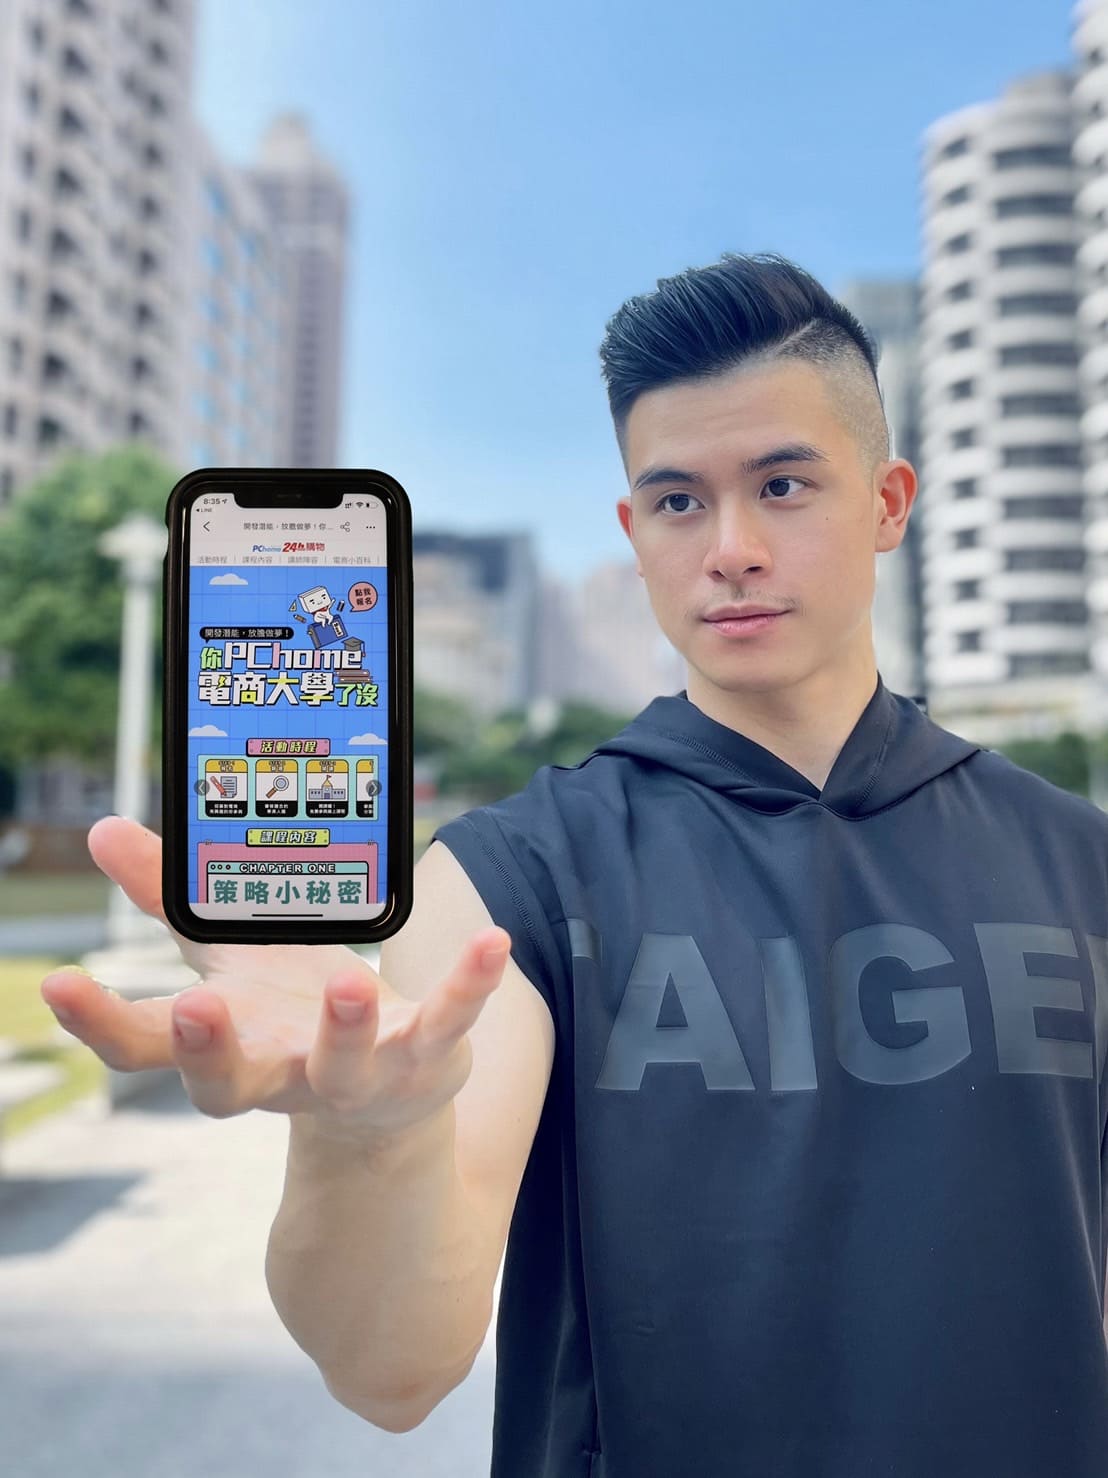 8:35
LINE
開發潛能，放膽做夢！你...
PChome 24h購物
活動時程 | 課程內容 | 講師陣容 | 電商小百科
點我
報名
開發潛能，放膽做夢！
你PChome
電商大學了沒
活動時程
課程內容
CHAPTER ONE
策略小秘密
TAIGE